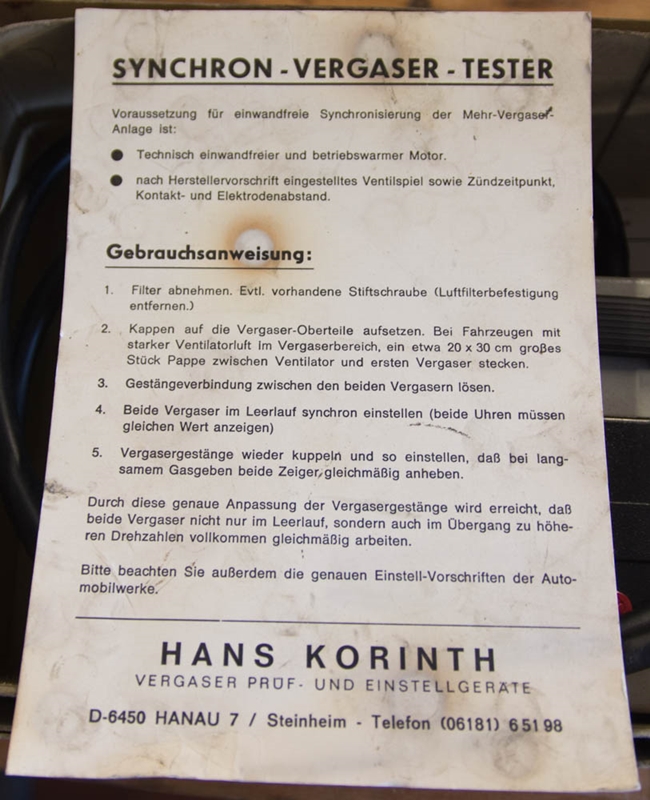 SYNCHRON - VERGASER - TESTER
Voraussetzung für einwandfreie Synchronisierung der Mehr-Vergaser-
Anlage ist:
● Technisch einwandfreier und betriebswarmer Motor.
● nach Herstellervorschrift eingestelltes Ventilspiel sowie Zündzeitpunkt,
Kontakt- und Elektrodenabstand.
Gebrauchsanweisung:
1. Filter abnehmen. Evtl. vorhandene Stiftschraube (Luftfilterbefestigung
entfernen.)
2. Kappen auf die Vergaser-Oberteile aufsetzen. Bei Fahrzeugen mit
starker Ventilatorluft im Vergaserbereich, ein etwa 20 x 30 cm großes
Stück Pappe zwischen Ventilator und ersten Vergaser stecken.
3. Gestängeverbindung zwischen den beiden Vergasern lösen.
4. Beide Vergaser im Leerlauf synchron einstellen (beide Uhren müssen
gleichen Wert anzeigen)
5. Vergasergestänge wieder kuppeln und so einstellen, daß bei lang-
samem Gasgeben beide Zeiger gleichmäßig anheben.
Durch diese genaue Anpassung der Vergasergestänge wird erreicht, daß
beide Vergaser nicht nur im Leerlauf, sondern auch im Übergang zu höhe-
ren Drehzahlen vollkommen gleichmäßig arbeiten.
Bitte beachten Sie außerdem die genauen Einstell-Vorschriften der Auto-
mobilwerke.
HANS KORINTH
VERGASER PRÜF- UND EINSTELLGERÄTE
D-6450 HANAU 7 / Steinheim - Telefon (06181) 65198